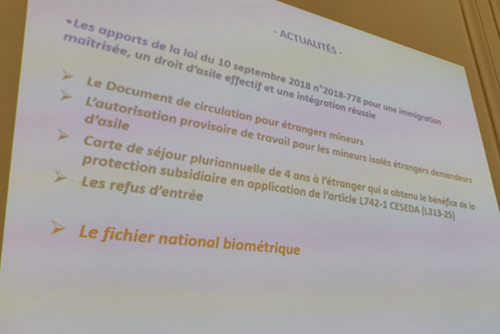 - ACTUALITÉS -
•Les apports de la loi du 10 septembre 2018 n°2018-778 pour une immigration
maîtrisée, un droit d'asile effectif et une intégration réussie
➢ Le Document de circulation pour étrangers mineurs
➢ L'autorisation provisoire de travail pour les mineurs isolés étrangers demandeurs
d'asile
➢ Carte de séjour pluriannuelle de 4 ans à l'étranger qui a obtenu le bénéfice de la
protection subsidiaire en application de l'article L742-1 CESEDA (L313-25)
➢ Les refus d'entrée
➢ Le fichier national biométrique